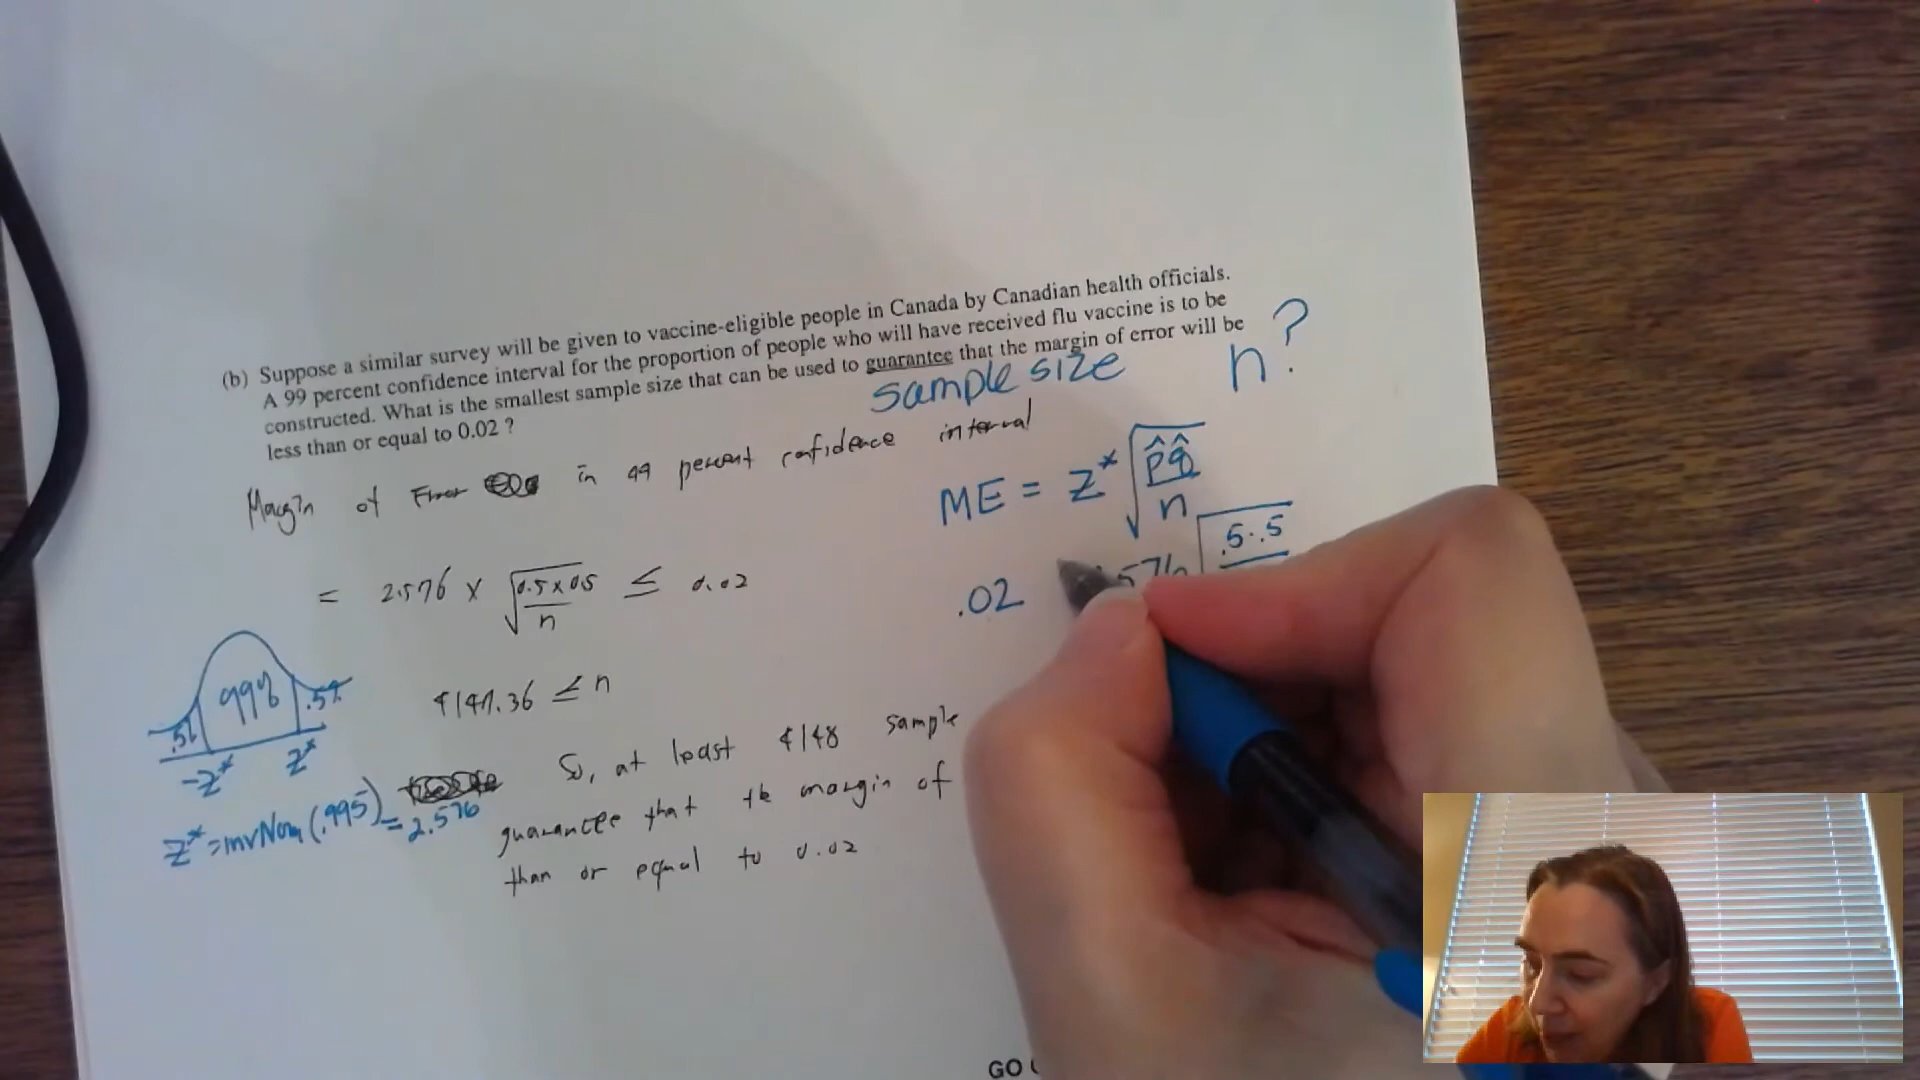 (b) Suppose a similar survey will be given to vaccine-eligible people in Canada by Canadian health officials.
A 99 percent confidence interval for the proportion of people who will have received flu vaccine is to be
constructed. What is the smallest sample size that can be used to guarantee that the margin of error will be
less than or equal to 0.02 ?
sample size
n?
Margin of Error in 99 percent confidence interval
ME = z* √(p̂q̂/n)
= 2.576 x √(0.5x0.5/n) ≤ 0.02
.02 .576 √(.5·.5
99%
.5%
-z* z*
4147.36 ≤ n
So, at least 4148 sample
guarantee that the margin of
than or equal to 0.02
z*=invNom(.995) = 2.576
GO